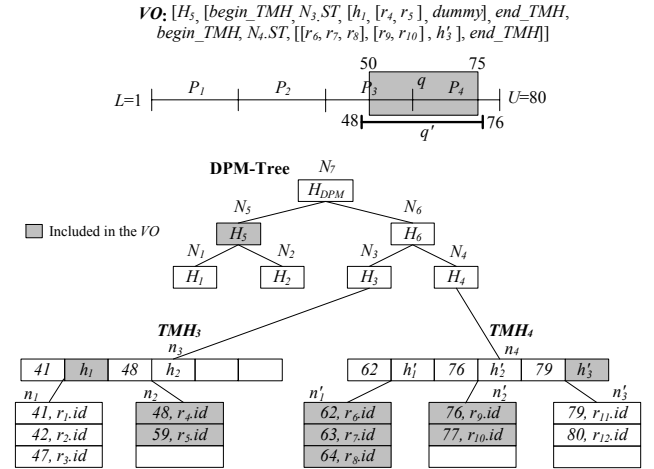 VO: [H5, [begin_TMH, N3.ST, [h1, [r4, r5], dummy], end_TMH,
begin_TMH, N4.ST, [[r6, r7, r8], [r9, r10], h'3], end_TMH]]
50 75
P1 P2 P3 q P4
L=1 U=80
48 76
q'
DPM-Tree N7
HDPM
N5 N6
Included in the VO H5 H6
N1 N2 N3 N4
H1 H2 H3 H4
TMH3 TMH4
n3 n4
41 h1 48 h2 62 h'1 76 h'2 79 h'3
n1 n2 n'1 n'2 n'3
41, r1.id 48, r4.id 62, r6.id 76, r9.id 79, r11.id
42, r2.id 59, r5.id 63, r7.id 77, r10.id 80, r12.id
47, r3.id 64, r8.id